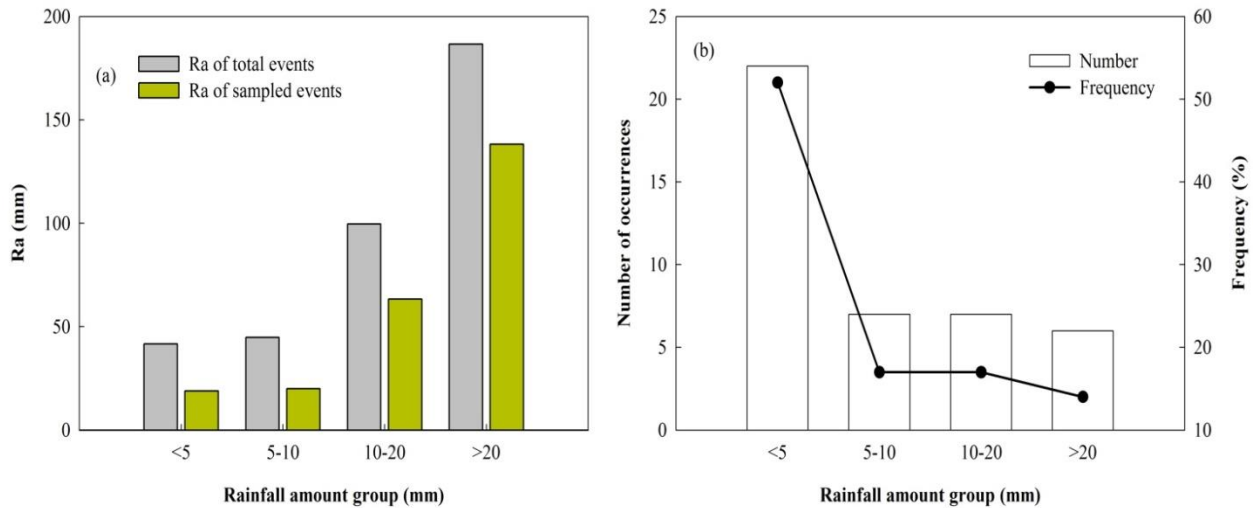 (a)
Ra of total events
Ra of sampled events
Ra (mm)
200
150
100
50
0
<5 5-10 10-20 >20
Rainfall amount group (mm)
(b)
Number
Frequency
Number of occurrences
25
20
15
10
5
0
Frequency (%)
60
50
40
30
20
10
<5 5-10 10-20 >20
Rainfall amount group (mm)